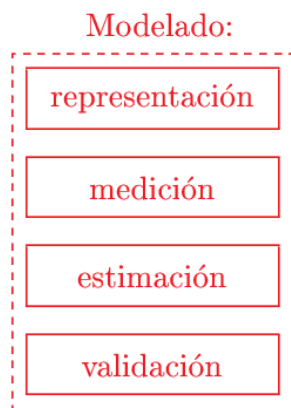 Modelado:
representación
medición
estimación
validación